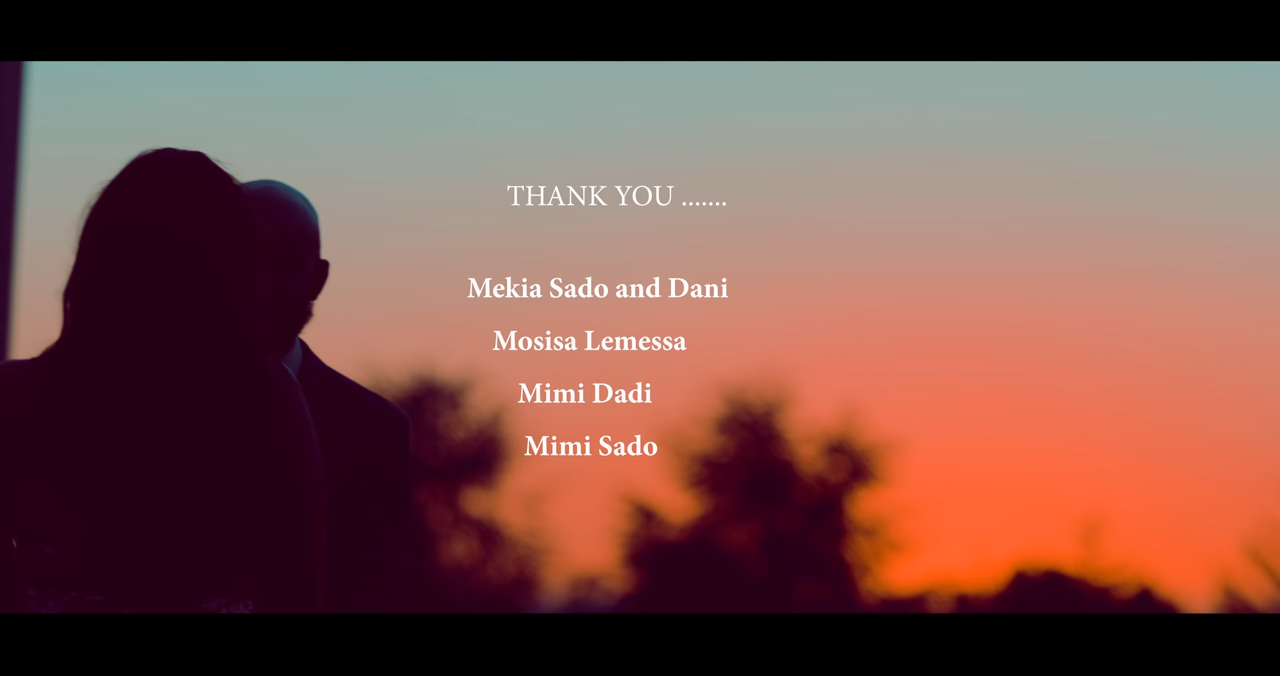 THANK YOU .......
Mekia Sado and Dani
Mosisa Lemessa
Mimi Dadi
Mimi Sado